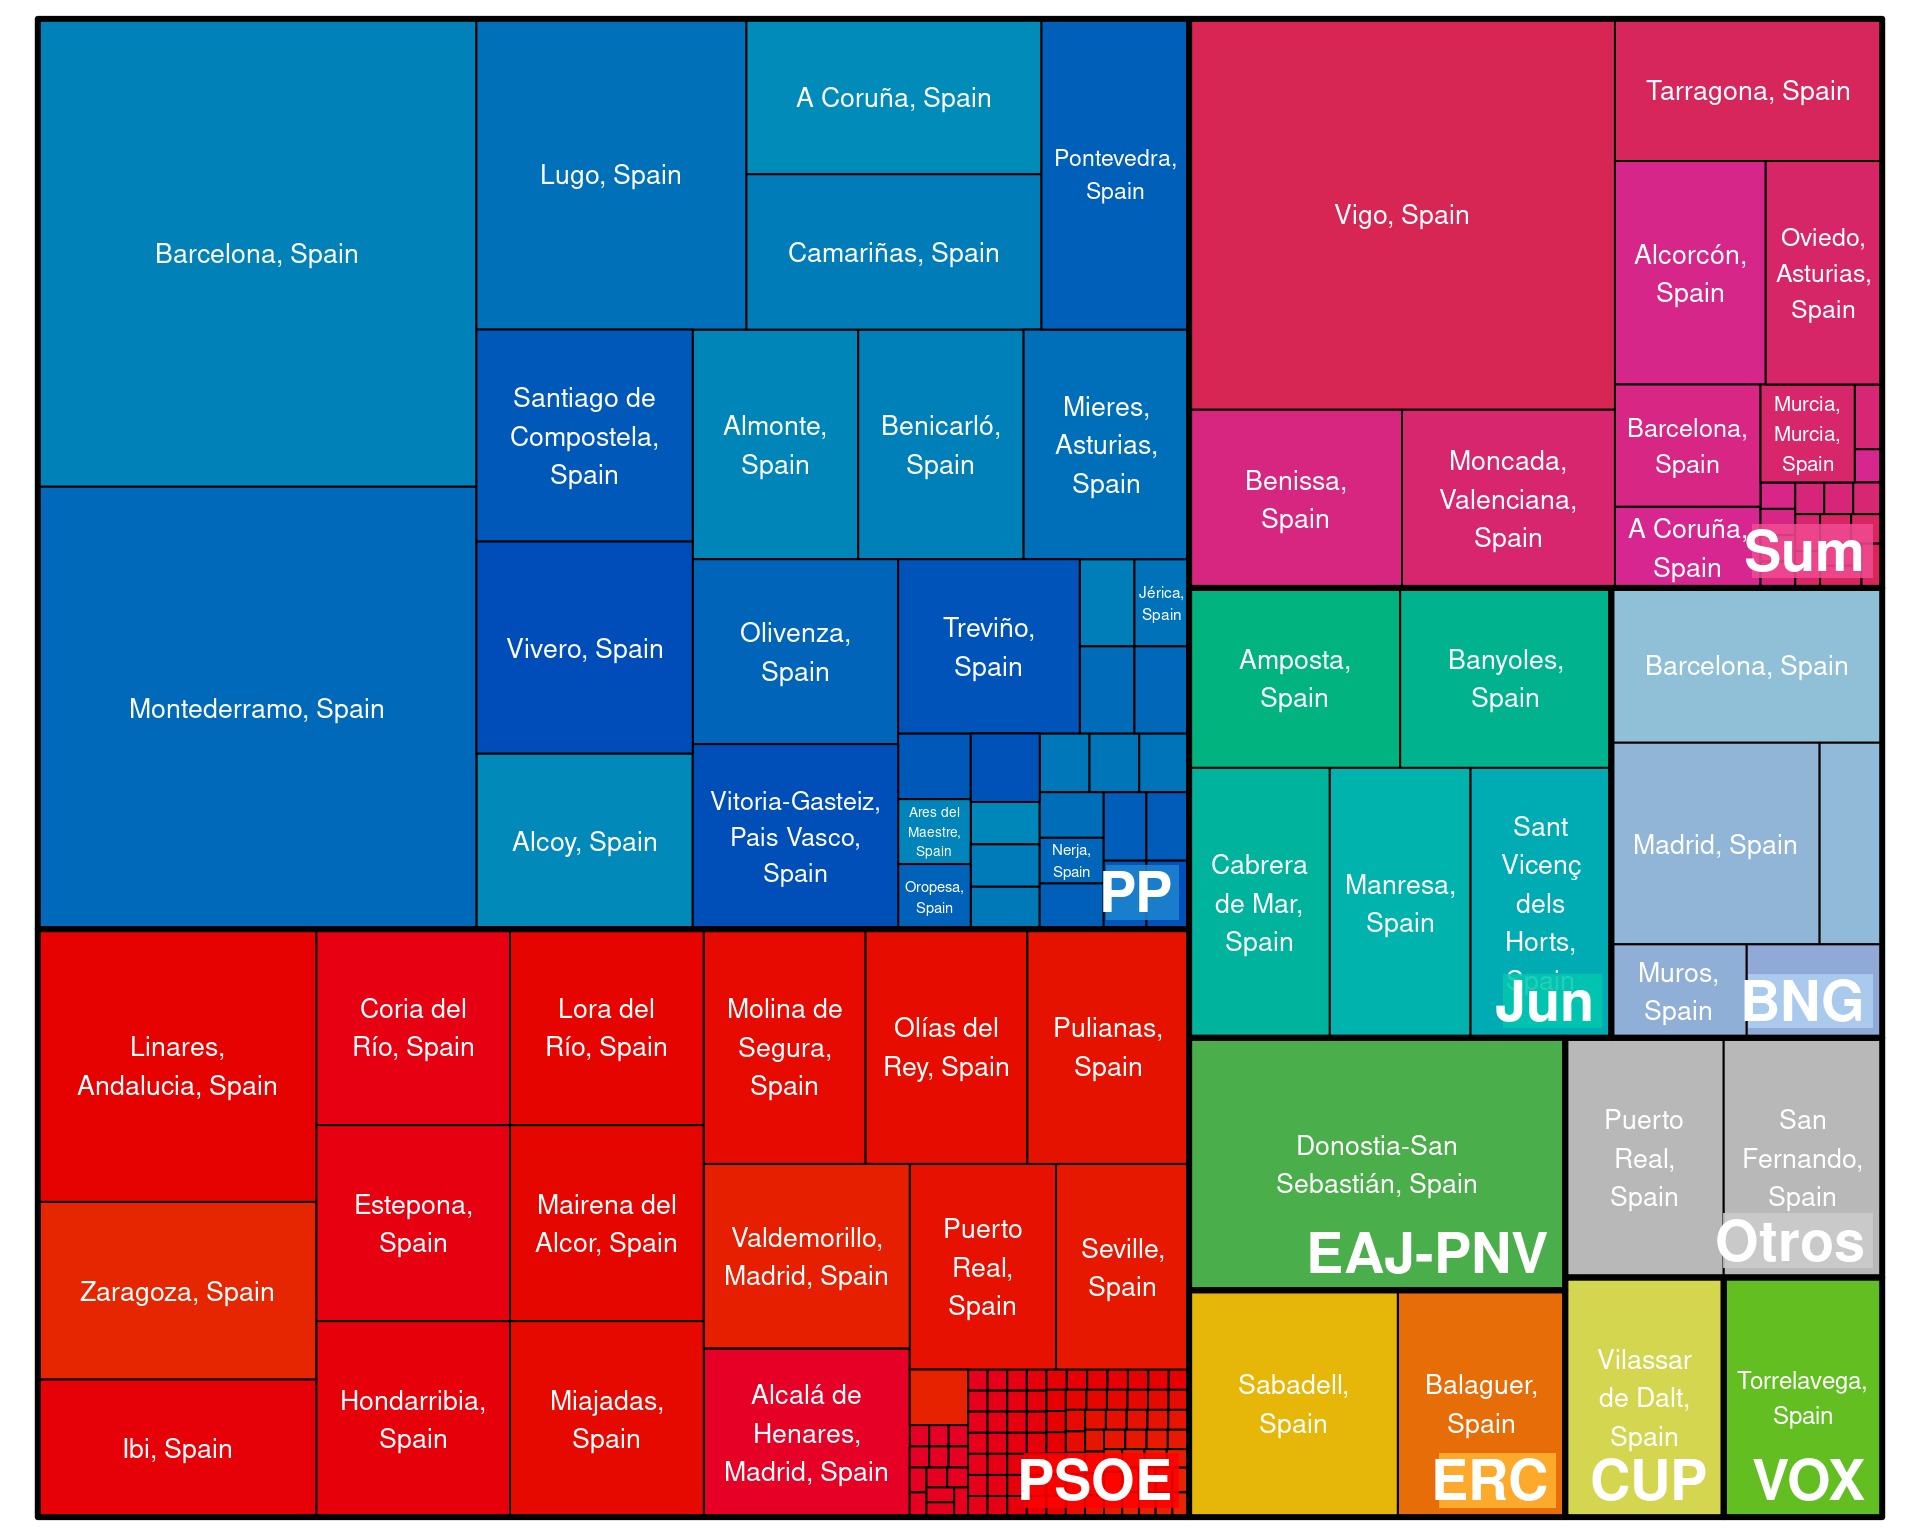 Barcelona, Spain
Montederramo, Spain
Lugo, Spain
A Coruña, Spain
Camariñas, Spain
Pontevedra,
Spain
Santiago de
Compostela,
Spain
Almonte,
Spain
Benicarló,
Spain
Mieres,
Asturias,
Spain
Vivero, Spain
Alcoy, Spain
Olivenza,
Spain
Treviño,
Spain
Jérica,
Spain
Vitoria-Gasteiz,
Pais Vasco,
Spain
Ares del
Maestre,
Spain
Oropesa,
Spain
Nerja,
Spain
PP
Vigo, Spain
Tarragona, Spain
Alcorcón,
Spain
Oviedo,
Asturias,
Spain
Benissa,
Spain
Moncada,
Valenciana,
Spain
Barcelona,
Spain
Murcia,
Murcia,
Spain
A Coruña,
Spain
Sum
Amposta,
Spain
Banyoles,
Spain
Cabrera
de Mar,
Spain
Manresa,
Spain
Sant
Vicenç
dels
Horts,
Spain
Jun
Barcelona, Spain
Madrid, Spain
Muros,
Spain
BNG
Linares,
Andalucia, Spain
Zaragoza, Spain
Ibi, Spain
Coria del
Río, Spain
Lora del
Río, Spain
Estepona,
Spain
Mairena del
Alcor, Spain
Hondarribia,
Spain
Miajadas,
Spain
Molina de
Segura,
Spain
Olías del
Rey, Spain
Pulianas,
Spain
Valdemorillo,
Madrid, Spain
Puerto
Real,
Spain
Seville,
Spain
Alcalá de
Henares,
Madrid, Spain
PSOE
Donostia-San
Sebastián, Spain
EAJ-PNV
Puerto
Real,
Spain
San
Fernando,
Spain
Otros
Sabadell,
Spain
Balaguer,
Spain
ERC
Vilassar
de Dalt,
Spain
CUP
Torrelavega,
Spain
VOX